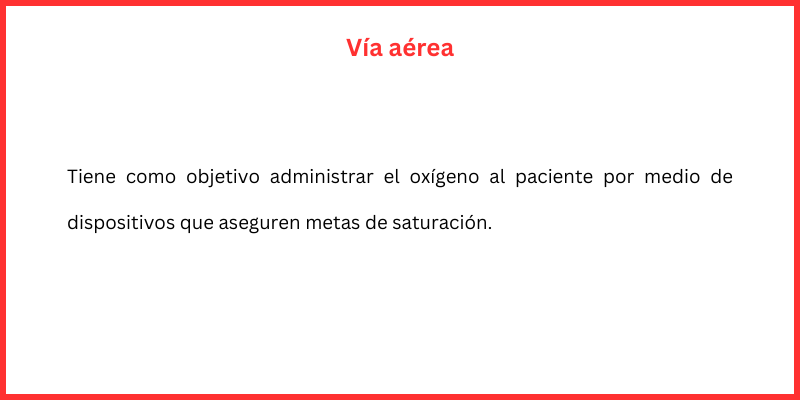 Vía aérea
Tiene como objetivo administrar el oxígeno al paciente por medio de
dispositivos que aseguren metas de saturación.